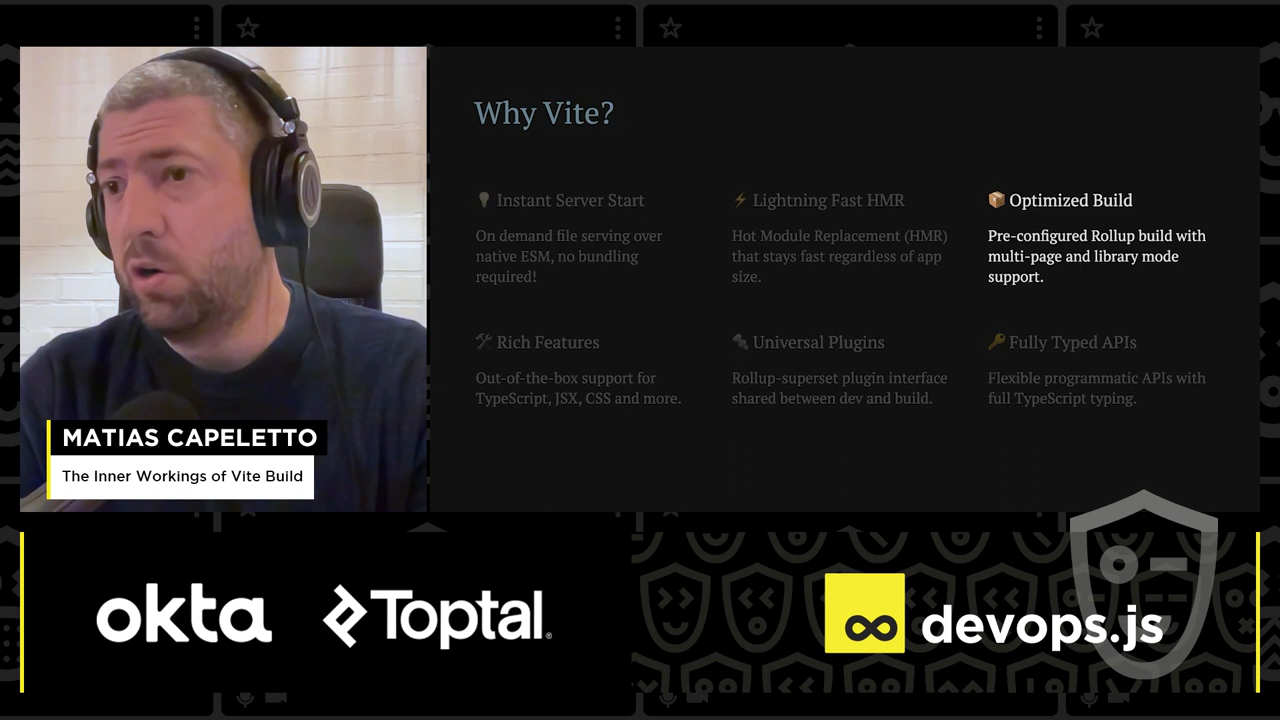 Why Vite?
💡 Instant Server Start
On demand file serving over
native ESM, no bundling
required!
⚡ Lightning Fast HMR
Hot Module Replacement (HMR)
that stays fast regardless of app
size.
📦 Optimized Build
Pre-configured Rollup build with
multi-page and library mode
support.
🛠️ Rich Features
Out-of-the-box support for
TypeScript, JSX, CSS and more.
🔩 Universal Plugins
Rollup-superset plugin interface
shared between dev and build.
🔑 Fully Typed APIs
Flexible programmatic APIs with
full TypeScript typing.
MATIAS CAPELETTO
The Inner Workings of Vite Build
okta
Toptal®
devops.js